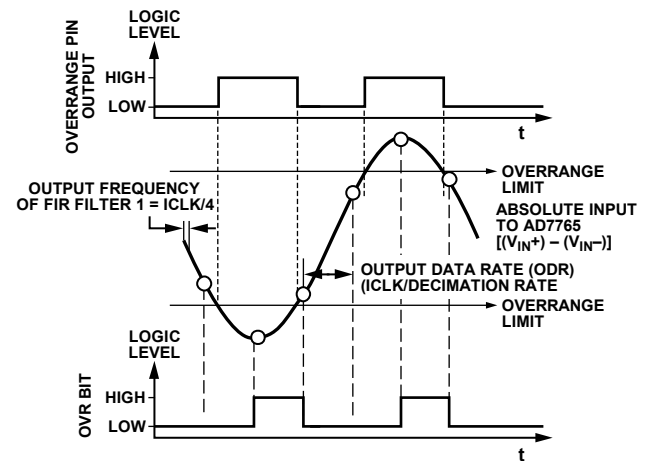 LOGIC
LEVEL
OVERRANGE PIN
OUTPUT
HIGH
LOW
t
OVERRANGE
LIMIT
OUTPUT FREQUENCY
OF FIR FILTER 1 = ICLK/4
ABSOLUTE INPUT
TO AD7765
[(VIN+) – (VIN–)]
OUTPUT DATA RATE (ODR)
(ICLK/DECIMATION RATE
OVERRANGE
LIMIT
LOGIC
LEVEL
OVR BIT
HIGH
LOW
t